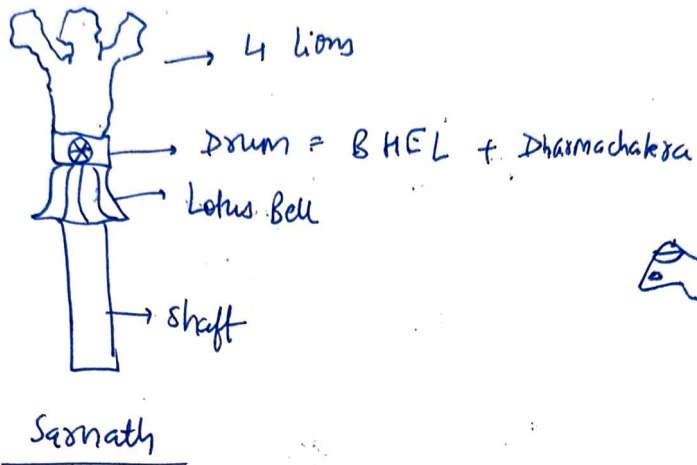 → 4 lions
→ Drum = BHEL + Dharmachakra
→ Lotus Bell
→ shaft
Sarnath